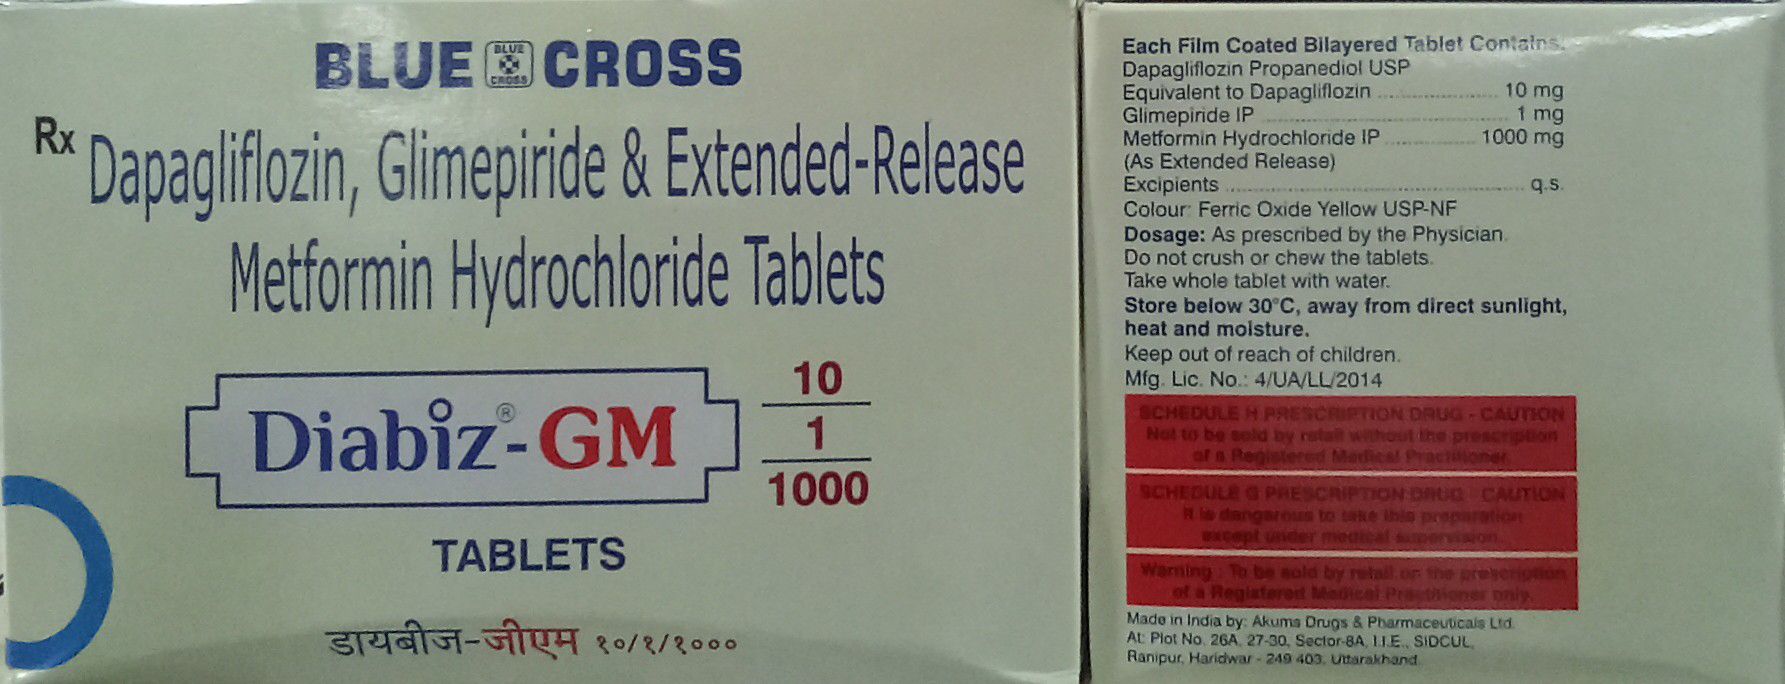 BLUE BLUE CROSS CROSS
Rx Dapagliflozin, Glimepiride & Extended-Release
Metformin Hydrochloride Tablets
Diabiz®-GM 10
1
1000
TABLETS
डायबीज-जीएम १०/१/१०००
Each Film Coated Bilayered Tablet Contains:
Dapagliflozin Propanediol USP
Equivalent to Dapagliflozin .................... 10 mg
Glimepiride IP .................... 1 mg
Metformin Hydrochloride IP .................... 1000 mg
(As Extended Release)
Excipients .................... q.s.
Colour: Ferric Oxide Yellow USP-NF
Dosage: As prescribed by the Physician.
Do not crush or chew the tablets.
Take whole tablet with water.
Store below 30°C, away from direct sunlight,
heat and moisture.
Keep out of reach of children.
Mfg. Lic. No.: 4/UA/LL/2014
SCHEDULE H PRESCRIPTION DRUG - CAUTION
Not to be sold by retail without the prescription
of a Registered Medical Practitioner.
SCHEDULE G PRESCRIPTION DRUG - CAUTION
It is dangerous to take this preparation
except under medical supervision.
Warning : To be sold by retail on the prescription
of a Registered Medical Practitioner only.
Made in India by: Akums Drugs & Pharmaceuticals Ltd.
At: Plot No. 26A, 27-30, Sector-8A, I.I.E., SIDCUL,
Ranipur, Haridwar - 249 403, Uttarakhand.